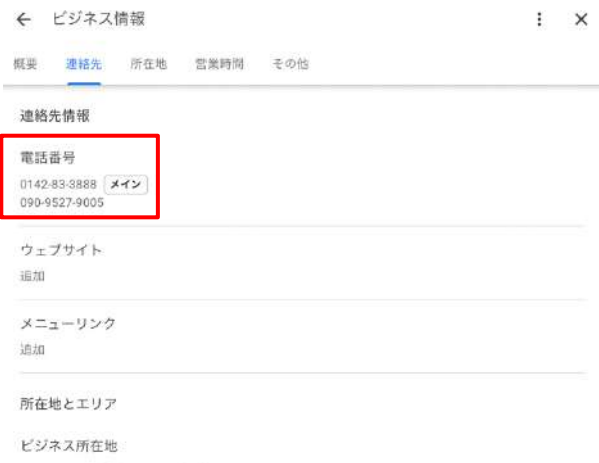 ビジネス情報
概要 連絡先 所在地 営業時間 その他
連絡先情報
電話番号
0142-83-3888 メイン
090-9527-9005
ウェブサイト
追加
メニューリンク
追加
所在地とエリア
ビジネス所在地